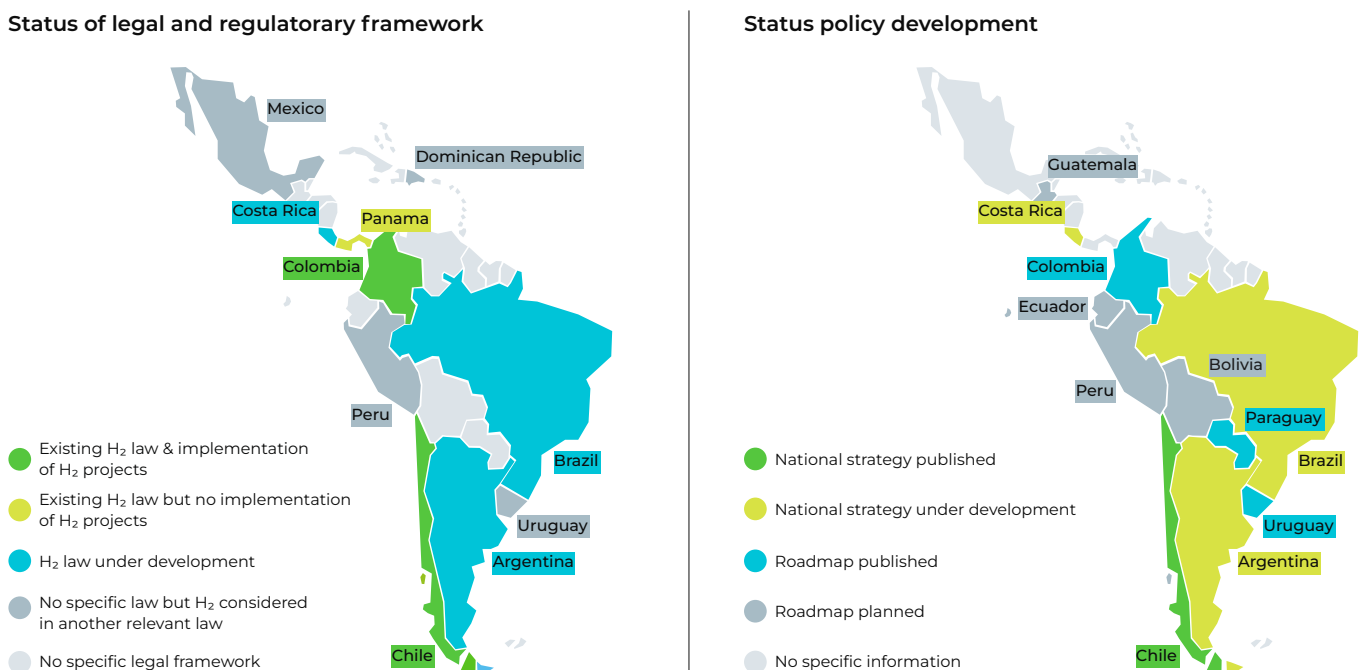 Status of legal and regulatorary framework
Mexico
Dominican Republic
Costa Rica
Panama
Colombia
Peru
Brazil
Uruguay
Argentina
Chile
Existing H₂ law & implementation
of H₂ projects
Existing H₂ law but no implementation
of H₂ projects
H₂ law under development
No specific law but H₂ considered
in another relevant law
No specific legal framework
Status policy development
Guatemala
Costa Rica
Colombia
Ecuador
Bolivia
Peru
Paraguay
Brazil
Uruguay
Argentina
Chile
National strategy published
National strategy under development
Roadmap published
Roadmap planned
No specific information